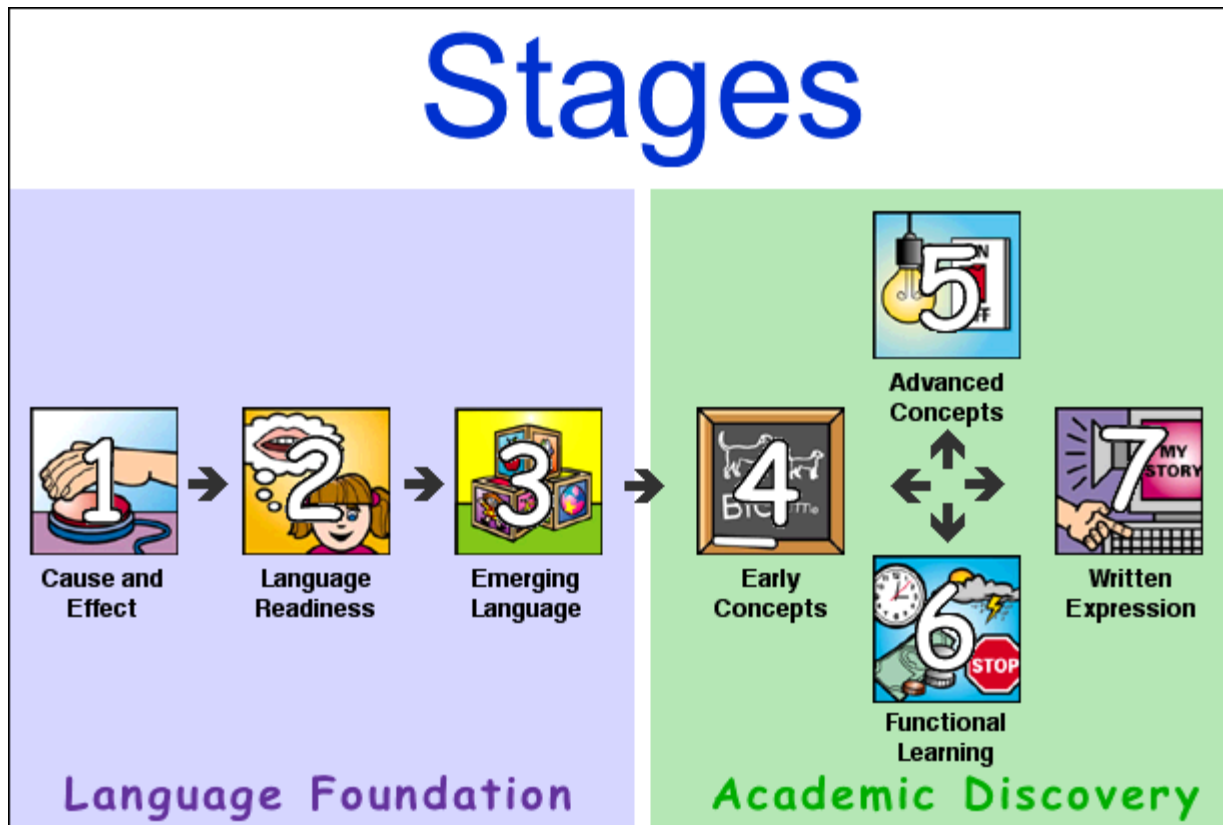 Stages
1
Cause and
Effect
2
Language
Readiness
3
Emerging
Language
4
Early
Concepts
5
Advanced
Concepts
6
STOP
Functional
Learning
7
MY
STORY
Written
Expression
Language Foundation
Academic Discovery